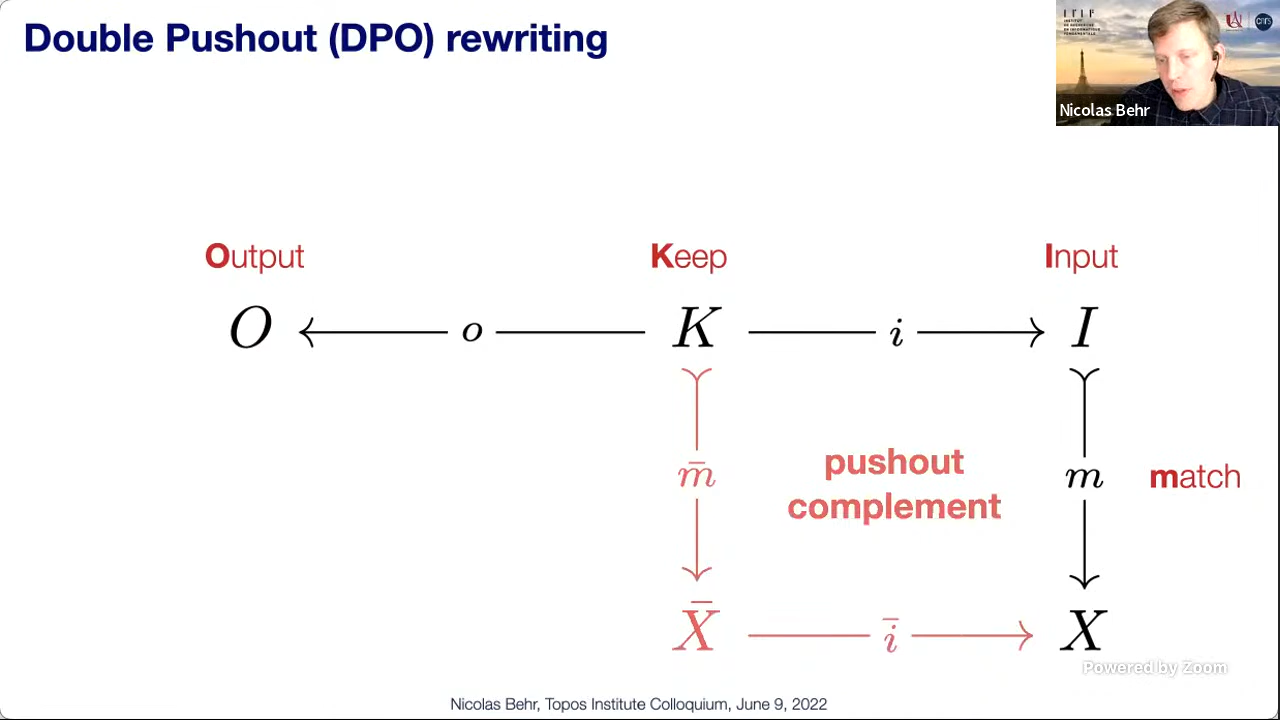 Double Pushout (DPO) rewriting
Nicolas Behr
cnrs
Output Keep Input
O o K i I
pushout
complement
m̄ m match
X̄ ī X
Powered by Zoom
Nicolas Behr, Topos Institute Colloquium, June 9, 2022